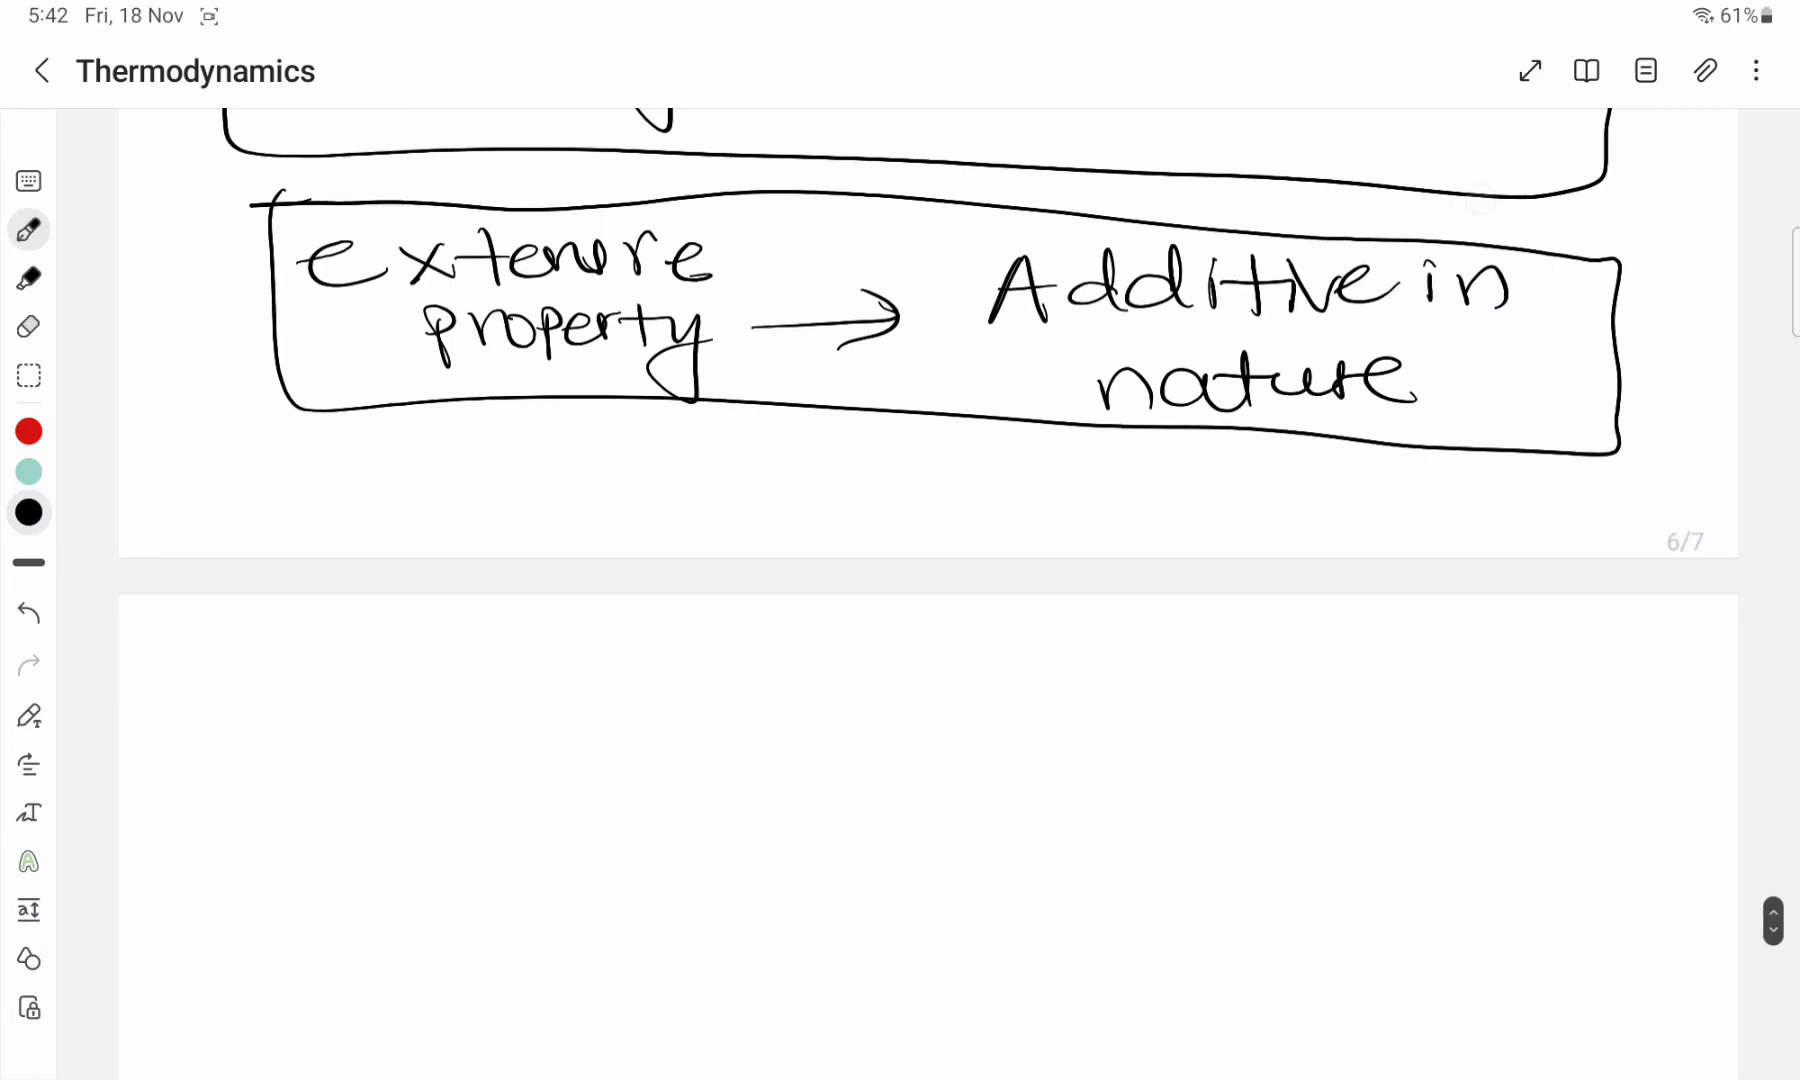 5:42 Fri, 18 Nov
61%
Thermodynamics
extensive
property → Additive in
nature
6/7